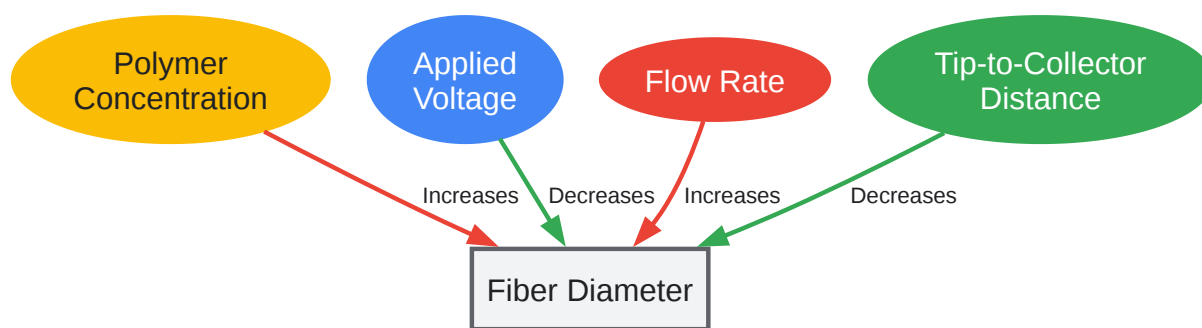 Polymer
Concentration
Applied
Voltage
Flow Rate
Tip-to-Collector
Distance
Increases
Decreases
Increases
Decreases
Fiber Diameter